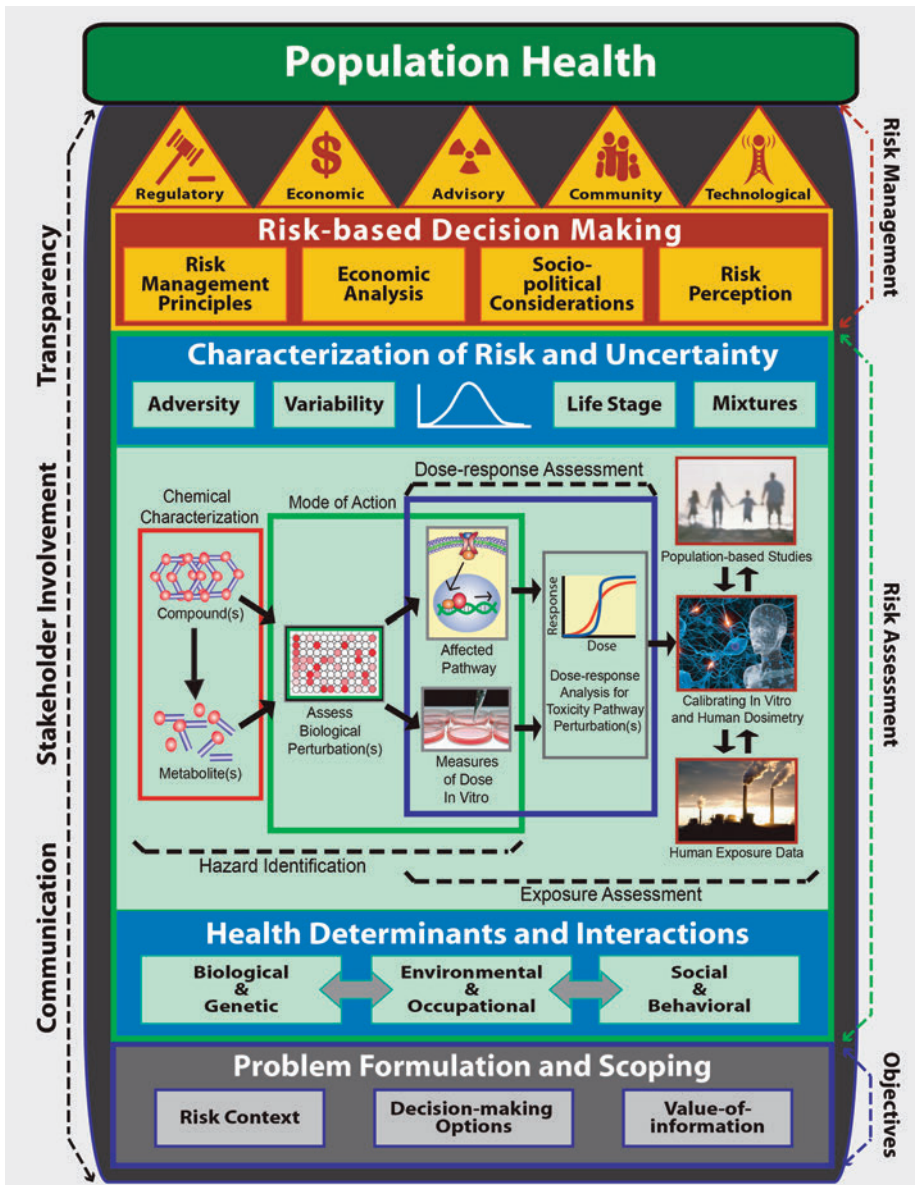 Population Health
Regulatory
Economic
Advisory
Community
Technological
Risk-based Decision Making
Risk
Management
Principles
Economic
Analysis
Socio-
political
Considerations
Risk
Perception
Characterization of Risk and Uncertainty
Adversity
Variability
Life Stage
Mixtures
Dose-response Assessment
Chemical
Characterization
Mode of Action
Compound(s)
Metabolite(s)
Assess
Biological
Perturbation(s)
Affected
Pathway
Measures
of Dose
In Vitro
Response
Dose
Dose-response
Analysis for
Toxicity Pathway
Perturbation(s)
Population-based Studies
Calibrating In Vitro
and Human Dosimetry
Human Exposure Data
Hazard Identification
Exposure Assessment
Health Determinants and Interactions
Biological
&
Genetic
Environmental
&
Occupational
Social
&
Behavioral
Problem Formulation and Scoping
Risk Context
Decision-making
Options
Value-of-
information
Transparency
Stakeholder Involvement
Communication
Risk Management
Risk Assessment
Objectives